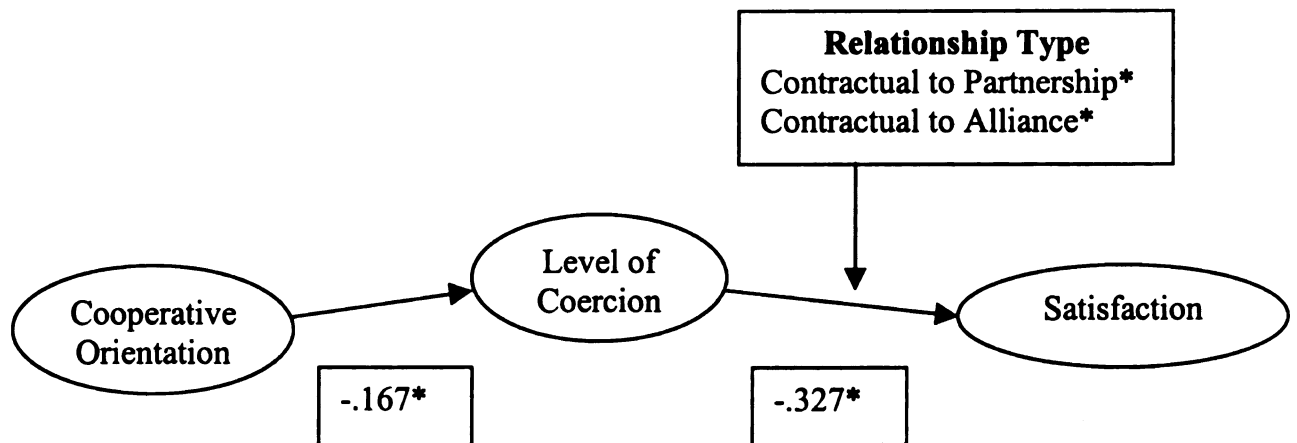 Relationship Type
Contractual to Partnership*
Contractual to Alliance*
Level of
Coercion
Cooperative
Orientation
Satisfaction
-.167*
-.327*